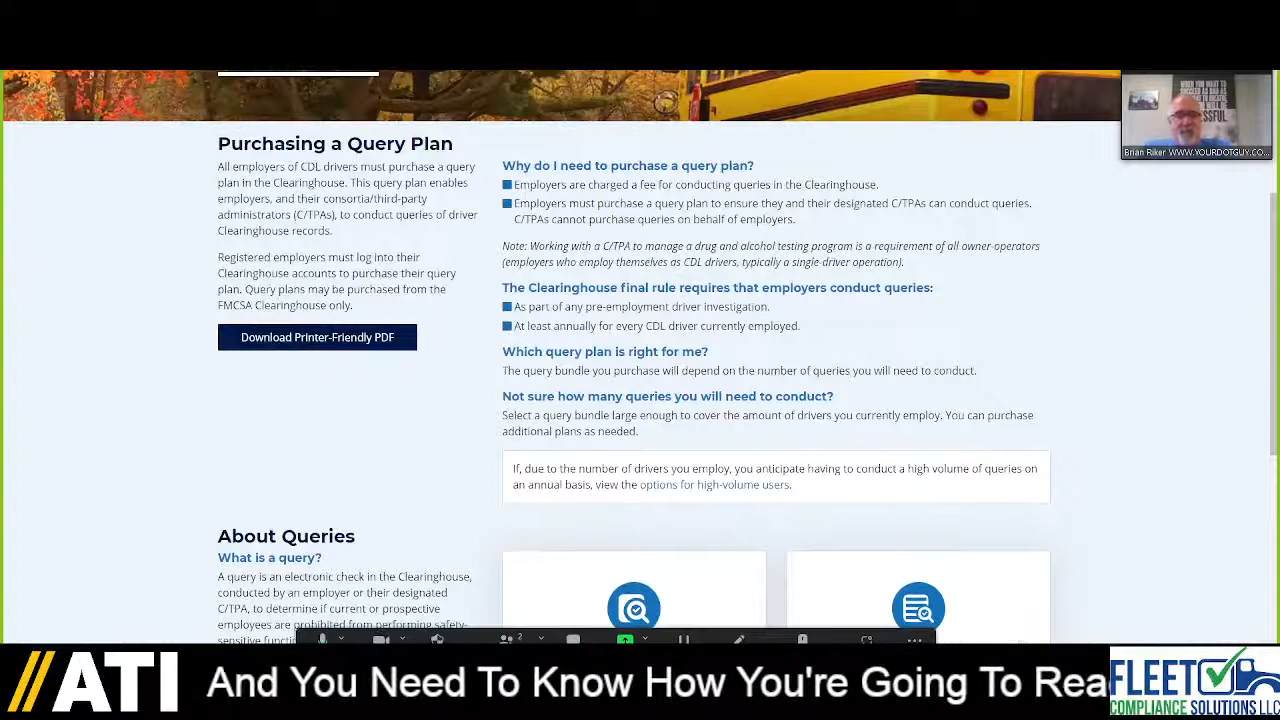 Purchasing a Query Plan
All employers of CDL drivers must purchase a query
plan in the Clearinghouse. This query plan enables
employers, and their consortia/third-party
administrators (C/TPAs), to conduct queries of driver
Clearinghouse records.
Registered employers must log into their
Clearinghouse accounts to purchase their query
plan. Query plans may be purchased from the
FMCSA Clearinghouse only.
Download Printer-Friendly PDF
Why do I need to purchase a query plan?
Employers are charged a fee for conducting queries in the Clearinghouse.
Employers must purchase a query plan to ensure they and their designated C/TPAs can conduct queries.
C/TPAs cannot purchase queries on behalf of employers.
Note: Working with a C/TPA to manage a drug and alcohol testing program is a requirement of all owner-operators
(employers who employ themselves as CDL drivers, typically a single-driver operation).
The Clearinghouse final rule requires that employers conduct queries:
As part of any pre-employment driver investigation.
At least annually for every CDL driver currently employed.
Which query plan is right for me?
The query bundle you purchase will depend on the number of queries you will need to conduct.
Not sure how many queries you will need to conduct?
Select a query bundle large enough to cover the amount of drivers you currently employ. You can purchase
additional plans as needed.
If, due to the number of drivers you employ, you anticipate having to conduct a high volume of queries on
an annual basis, view the options for high-volume users.
About Queries
What is a query?
A query is an electronic check in the Clearinghouse,
conducted by an employer or their designated
C/TPA, to determine if current or prospective
employees are prohibited from performing safety-
sensitive functi
WHEN YOU WANT TO
Brian Riker WWW.YOURDOTGUY.CO...
2
//ATI
And You Need To Know How You're Going To Rea
FLEET
COMPLIANCE SOLUTIONS LLC